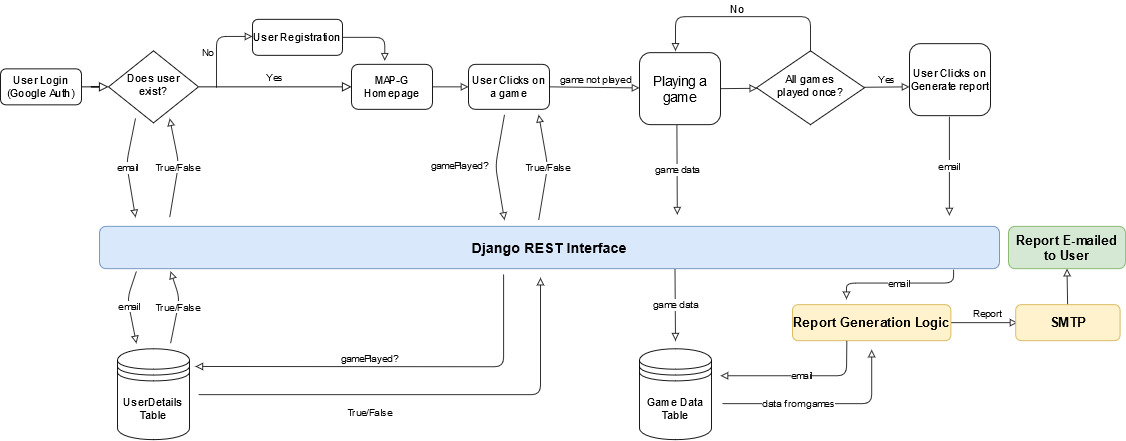 No
User Registration
No
User Login
(Google Auth)
Does user
exist?
Yes
MAP-G
Homepage
User Clicks on
a game
game not played
Playing a
game
All games
played once?
Yes
User Clicks on
Generate report
email
True/False
gamePlayed?
True/False
game data
email
Django REST Interface
Report E-mailed
to User
email
True/False
game data
email
Report Generation Logic
Report
SMTP
gamePlayed?
email
UserDetails
Table
True/False
Game Data
Table
data from games